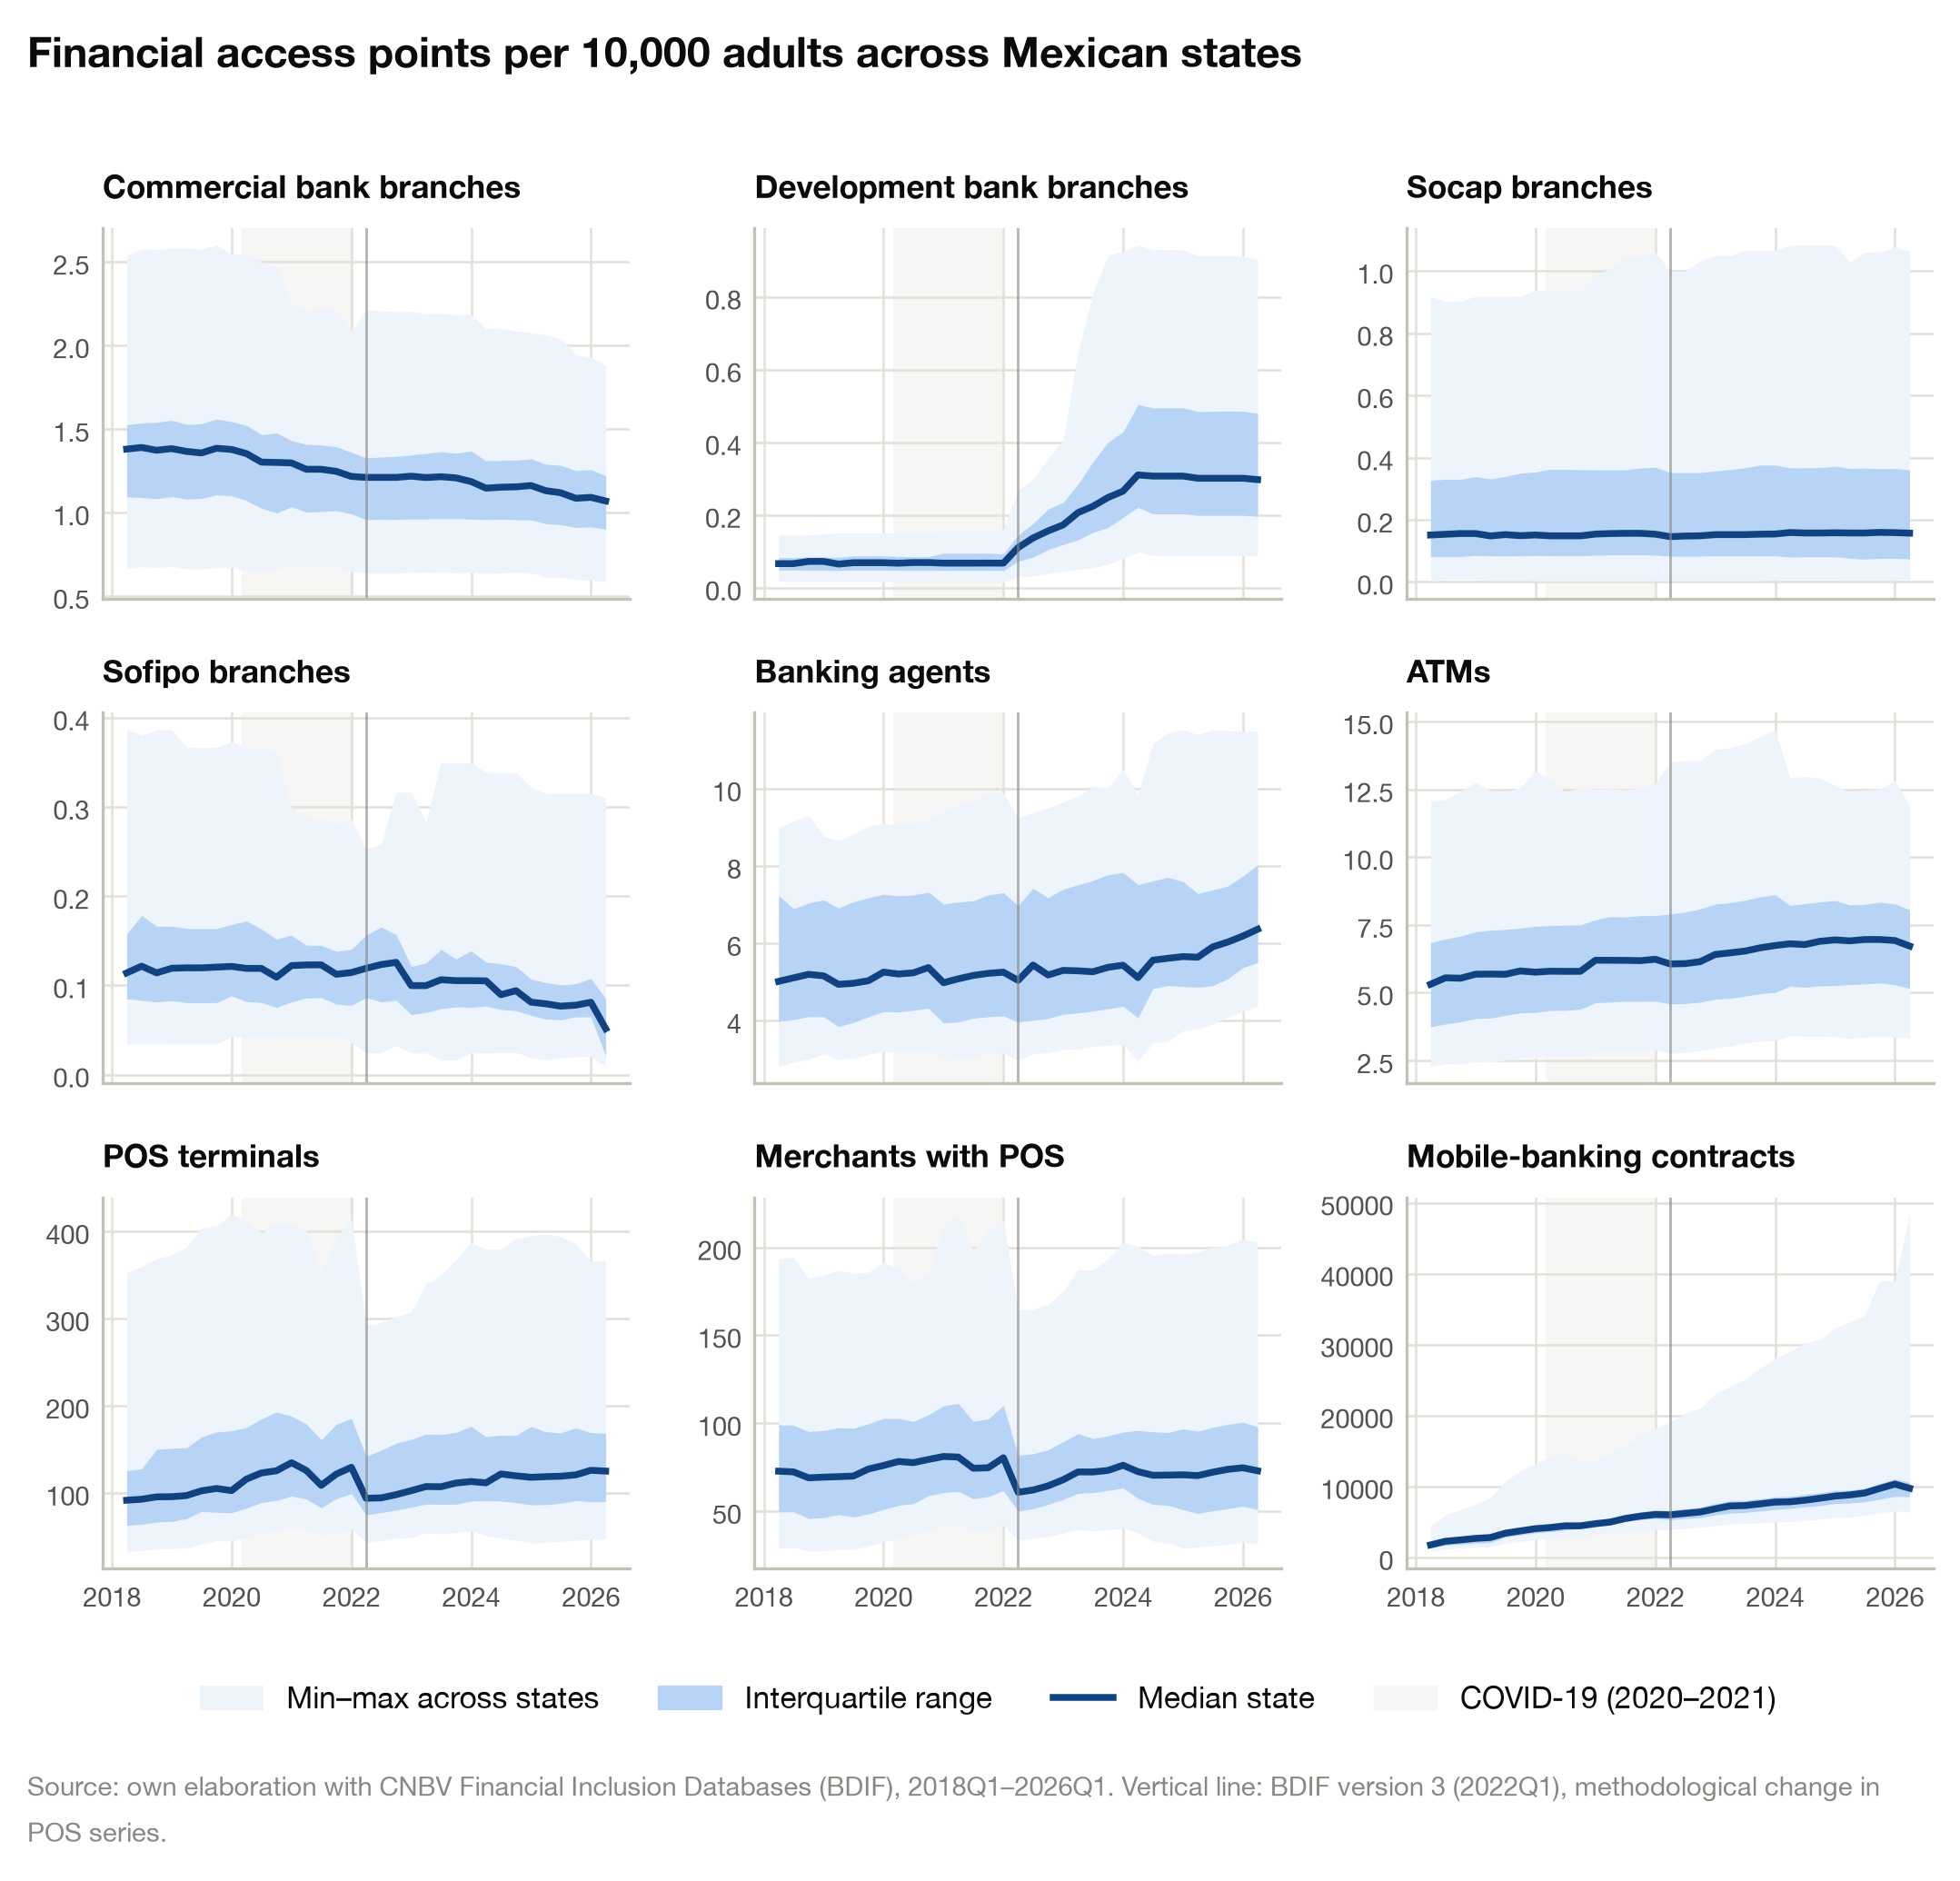 Financial access points per 10,000 adults across Mexican states
Commercial bank branches
2.5
2.0
1.5
1.0
0.5
Development bank branches
0.8
0.6
0.4
0.2
0.0
Socap branches
1.0
0.8
0.6
0.4
0.2
0.0
Sofipo branches
0.4
0.3
0.2
0.1
0.0
Banking agents
10
8
6
4
ATMs
15.0
12.5
10.0
7.5
5.0
2.5
POS terminals
400
300
200
100
2018 2020 2022 2024 2026
Merchants with POS
200
150
100
50
2018 2020 2022 2024 2026
Mobile-banking contracts
50000
40000
30000
20000
10000
0
2018 2020 2022 2024 2026
Min–max across states Interquartile range Median state COVID-19 (2020–2021)
Source: own elaboration with CNBV Financial Inclusion Databases (BDIF), 2018Q1–2026Q1. Vertical line: BDIF version 3 (2022Q1), methodological change in
POS series.